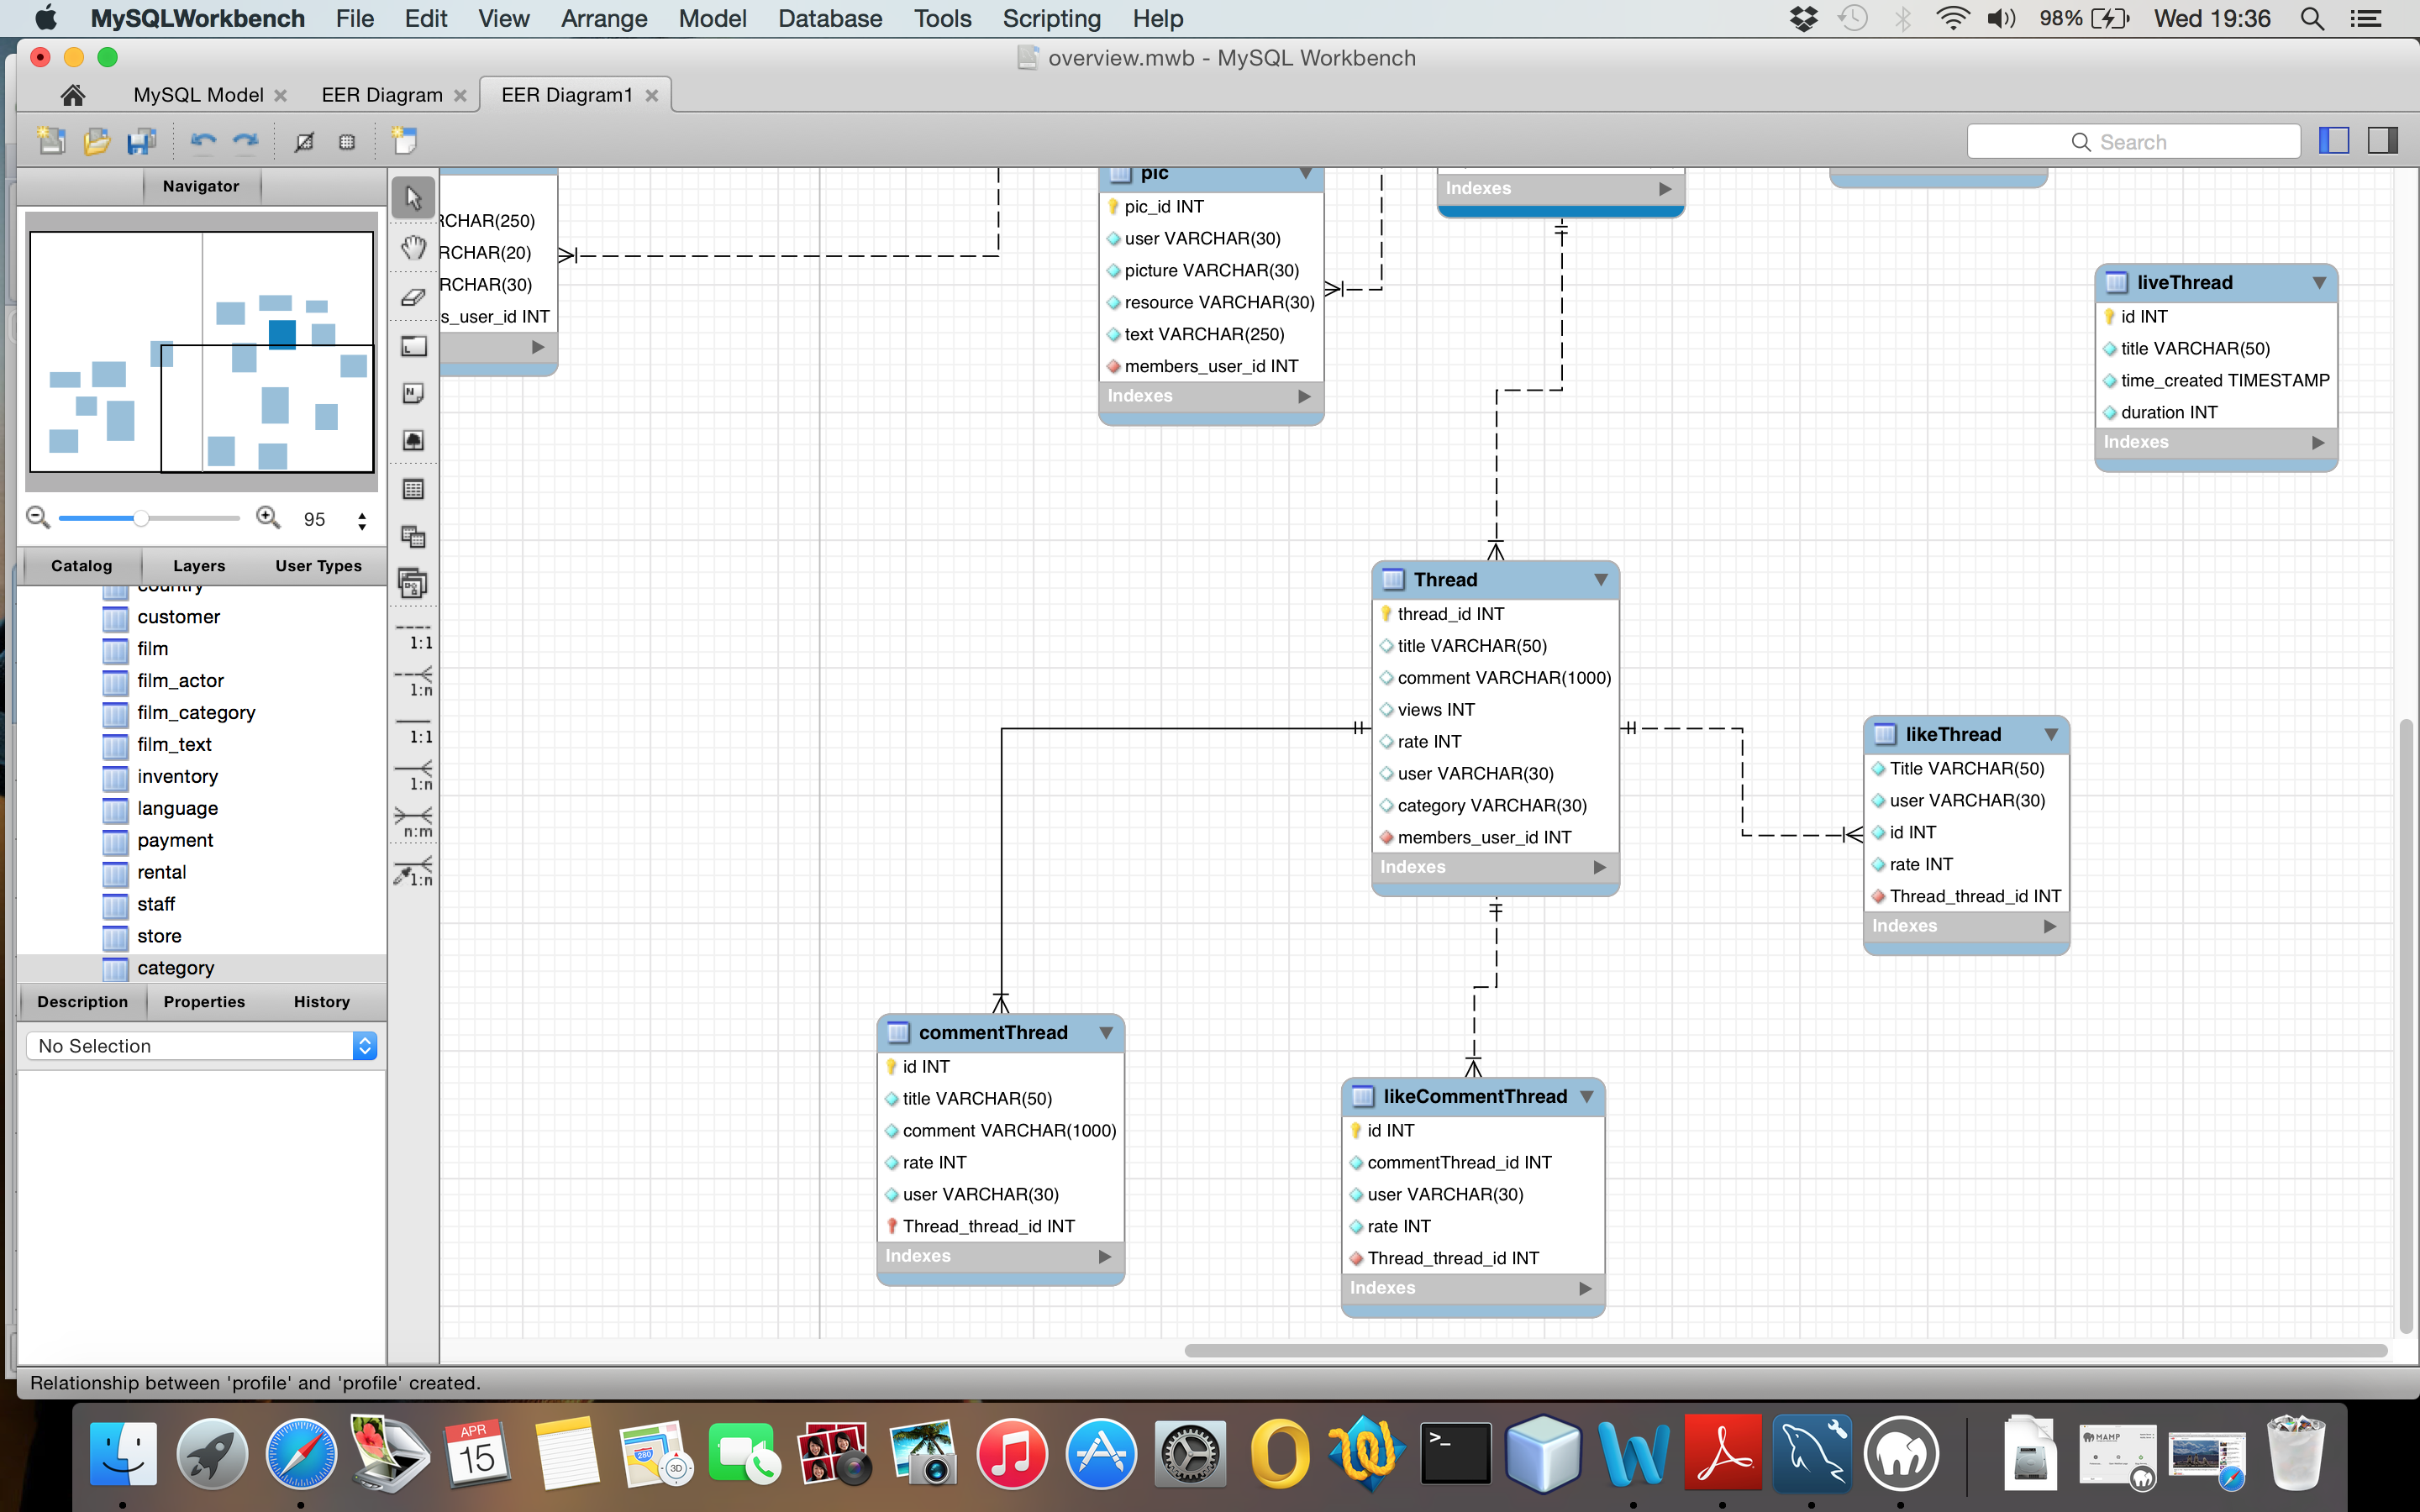 MySQLWorkbench File Edit View Arrange Model Database Tools Scripting Help 98% Wed 19:36
overview.mwb - MySQL Workbench
MySQL Model EER Diagram EER Diagram1
Search
Navigator
95
Catalog Layers User Types
country
customer
film
film_actor
film_category
film_text
inventory
language
payment
rental
staff
store
category
Description Properties History
No Selection
1:1
1:n
1:1
1:n
n:m
1:n
RCHAR(250)
RCHAR(20)
RCHAR(30)
s_user_id INT
pic
pic_id INT
user VARCHAR(30)
picture VARCHAR(30)
resource VARCHAR(30)
text VARCHAR(250)
members_user_id INT
Indexes
Indexes
liveThread
id INT
title VARCHAR(50)
time_created TIMESTAMP
duration INT
Indexes
Thread
thread_id INT
title VARCHAR(50)
comment VARCHAR(1000)
views INT
rate INT
user VARCHAR(30)
category VARCHAR(30)
members_user_id INT
Indexes
likeThread
Title VARCHAR(50)
user VARCHAR(30)
id INT
rate INT
Thread_thread_id INT
Indexes
commentThread
id INT
title VARCHAR(50)
comment VARCHAR(1000)
rate INT
user VARCHAR(30)
Thread_thread_id INT
Indexes
likeCommentThread
id INT
commentThread_id INT
user VARCHAR(30)
rate INT
Thread_thread_id INT
Indexes
Relationship between 'profile' and 'profile' created.
APR
15
280
3D
>_
MAMP